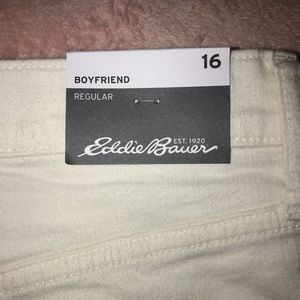 BOYFRIEND 16
REGULAR
EST. 1920
Eddie Bauer